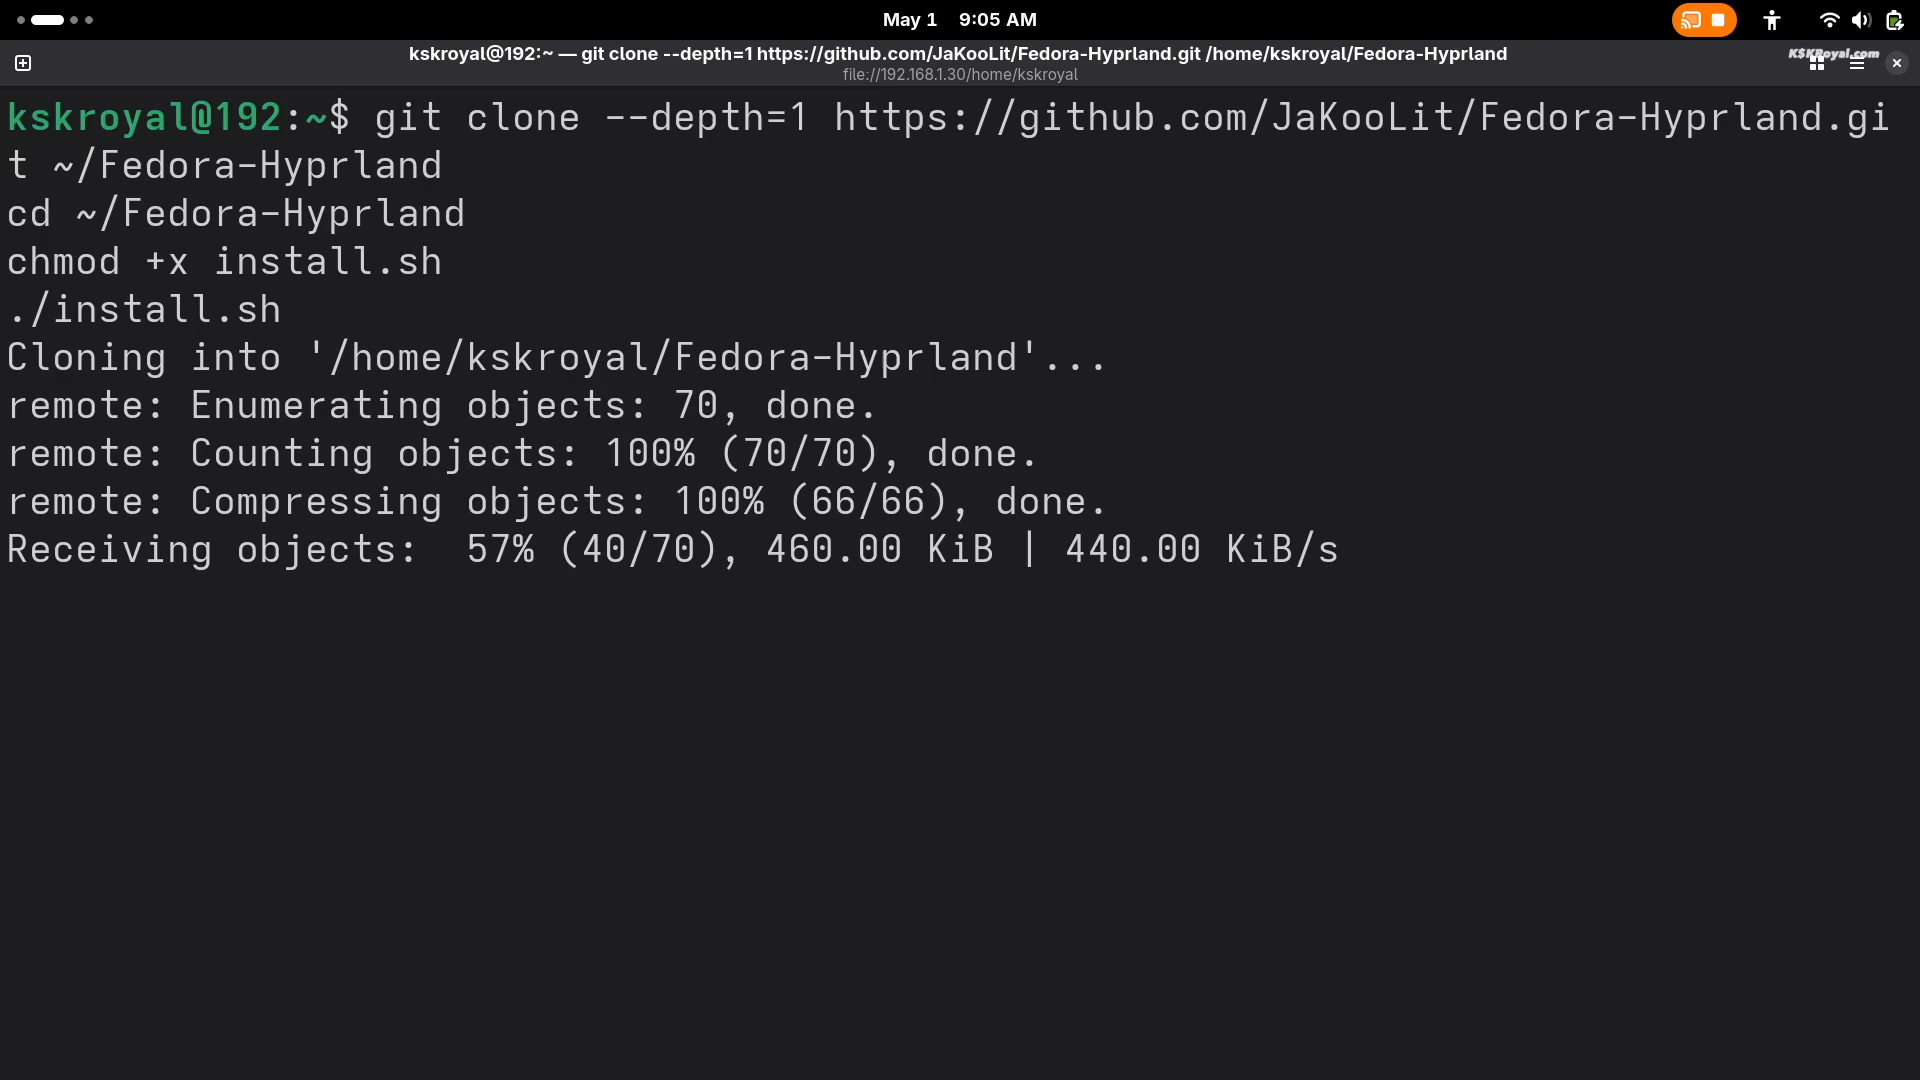 May 1 9:05 AM
kskroyal@192:~ — git clone --depth=1 https://github.com/JaKooLit/Fedora-Hyprland.git /home/kskroyal/Fedora-Hyprland
file://192.168.1.30/home/kskroyal
KSKRoyal.com
kskroyal@192:~$ git clone --depth=1 https://github.com/JaKooLit/Fedora-Hyprland.gi
t ~/Fedora-Hyprland
cd ~/Fedora-Hyprland
chmod +x install.sh
./install.sh
Cloning into '/home/kskroyal/Fedora-Hyprland'...
remote: Enumerating objects: 70, done.
remote: Counting objects: 100% (70/70), done.
remote: Compressing objects: 100% (66/66), done.
Receiving objects:  57% (40/70), 460.00 KiB | 440.00 KiB/s